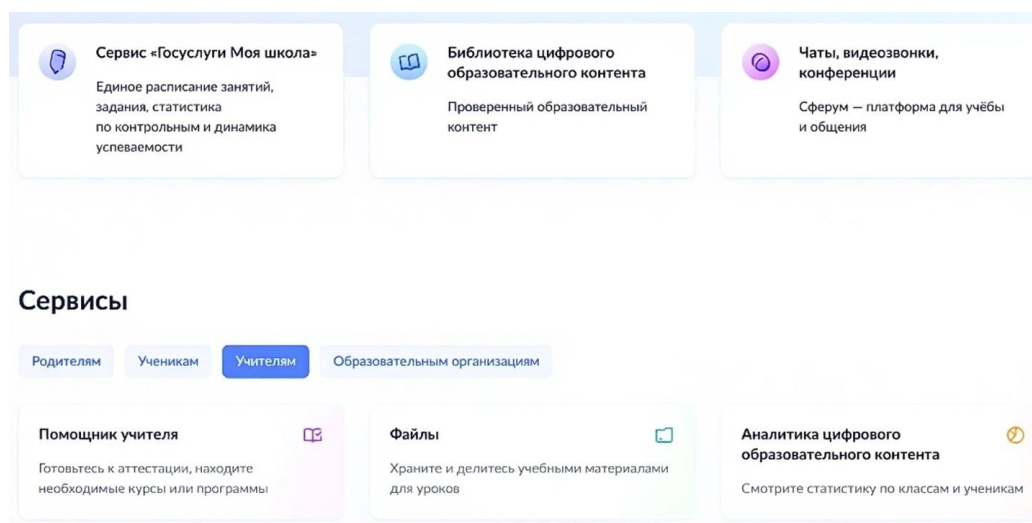 Сервис «Госуслуги Моя школа»
Единое расписание занятий,
задания, статистика
по контрольным и динамика
успеваемости
Библиотека цифрового
образовательного контента
Проверенный образовательный
контент
Чаты, видеозвонки,
конференции
Сферум — платформа для учёбы
и общения
Сервисы
Родителям
Ученикам
Учителям
Образовательным организациям
Помощник учителя
Готовьтесь к аттестации, находите
необходимые курсы или программы
Файлы
Храните и делитесь учебными материалами
для уроков
Аналитика цифрового
образовательного контента
Смотрите статистику по классам и ученикам